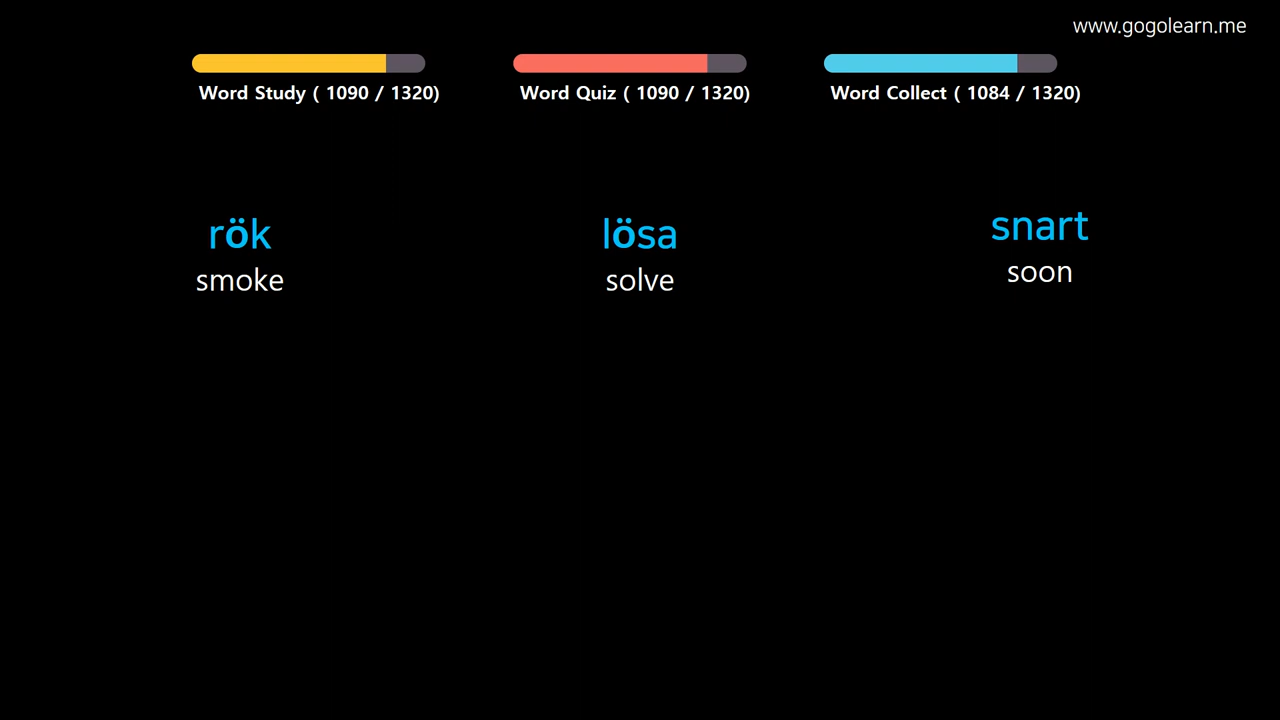 www.gogolearn.me
Word Study ( 1090 / 1320)
Word Quiz ( 1090 / 1320)
Word Collect ( 1084 / 1320)
rök
smoke
lösa
solve
snart
soon